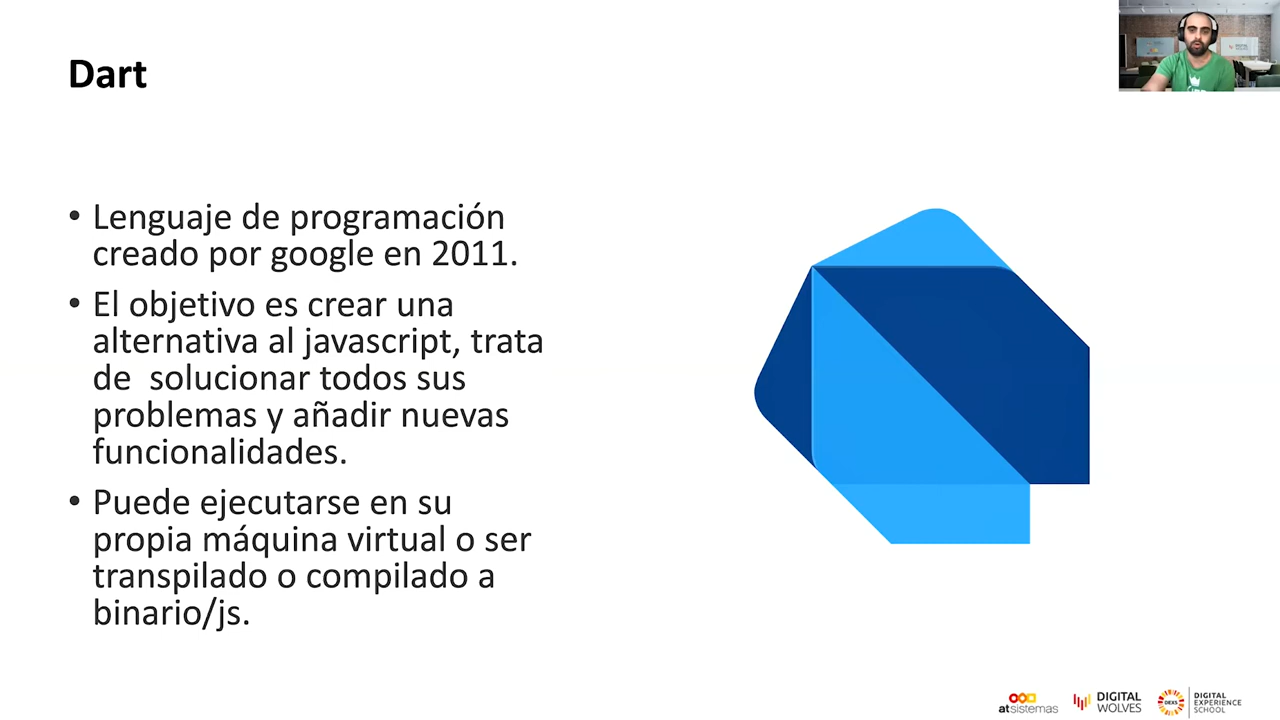 Dart
• Lenguaje de programación
creado por google en 2011.
• El objetivo es crear una
alternativa al javascript, trata
de  solucionar todos sus
problemas y añadir nuevas
funcionalidades.
• Puede ejecutarse en su
propia máquina virtual o ser
transpilado o compilado a
binario/js.
atsistemas
DIGITAL
WOLVES
DEXS
DIGITAL
EXPERIENCE
SCHOOL